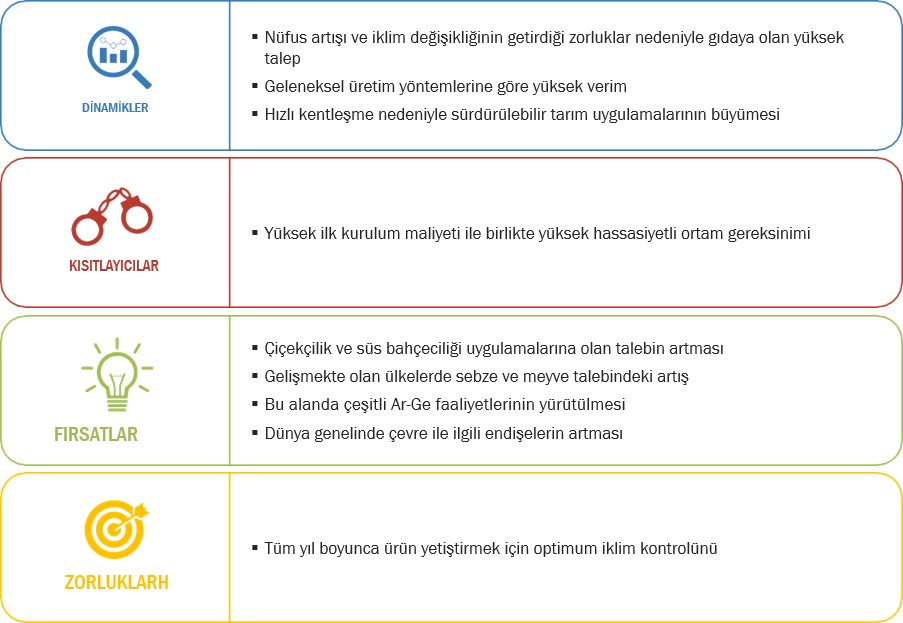 DİNAMİKLER
▪ Nüfus artışı ve iklim değişikliğinin getirdiği zorluklar nedeniyle gıdaya olan yüksek
talep
▪ Geleneksel üretim yöntemlerine göre yüksek verim
▪ Hızlı kentleşme nedeniyle sürdürülebilir tarım uygulamalarının büyümesi
KISITLAYICILAR
▪ Yüksek ilk kurulum maliyeti ile birlikte yüksek hassasiyetli ortam gereksinimi
FIRSATLAR
▪ Çiçekçilik ve süs bahçeciliği uygulamalarına olan talebin artması
▪ Gelişmekte olan ülkelerde sebze ve meyve talebindeki artış
▪ Bu alanda çeşitli Ar-Ge faaliyetlerinin yürütülmesi
▪ Dünya genelinde çevre ile ilgili endişelerin artması
ZORLUKLARH
▪ Tüm yıl boyunca ürün yetiştirmek için optimum iklim kontrolünü